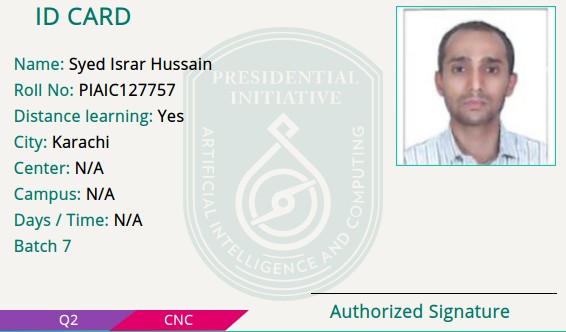 ID CARD
Name: Syed Israr Hussain
Roll No: PIAIC127757
Distance learning: Yes
City: Karachi
Center: N/A
Campus: N/A
Days / Time: N/A
Batch 7
PRESIDENTIAL
INITIATIVE
ARTIFICIAL INTELLIGENCE AND COMPUTING
Authorized Signature
Q2 CNC